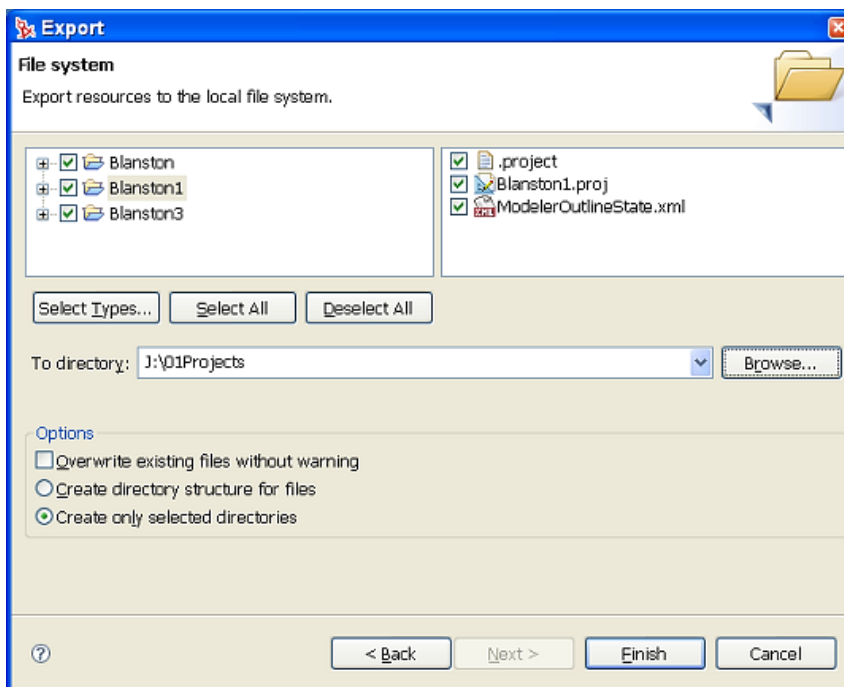 Export
File system
Export resources to the local file system.
Blanston
Blanston1
Blanston3
.project
Blanston1.proj
XML
ModelerOutlineState.xml
Select Types...
Select All
Deselect All
To directory:
J:\01Projects
Browse...
Options
Overwrite existing files without warning
Create directory structure for files
Create only selected directories
?
< Back
Next >
Finish
Cancel